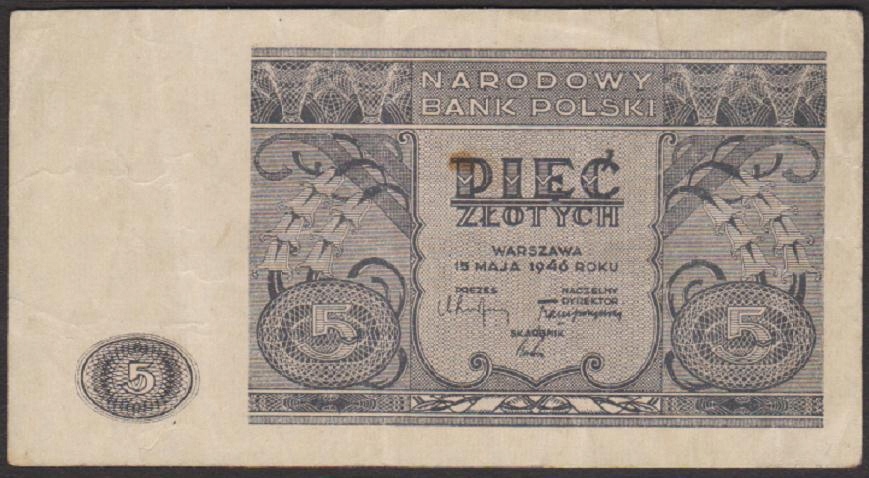 NARODOWY
BANK POLSKI
PIĘĆ
ZŁOTYCH
WARSZAWA
15 MAJA 1946 ROKU
PREZES
NACZELNY
DYREKTOR
SKARBNIK
5
5
5